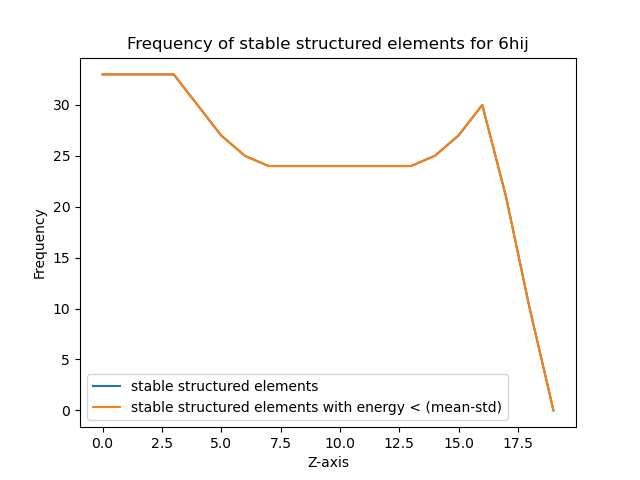 Frequency of stable structured elements for 6hij
Frequency
30
25
20
15
10
5
0
stable structured elements
stable structured elements with energy < (mean-std)
0.0 2.5 5.0 7.5 10.0 12.5 15.0 17.5
Z-axis